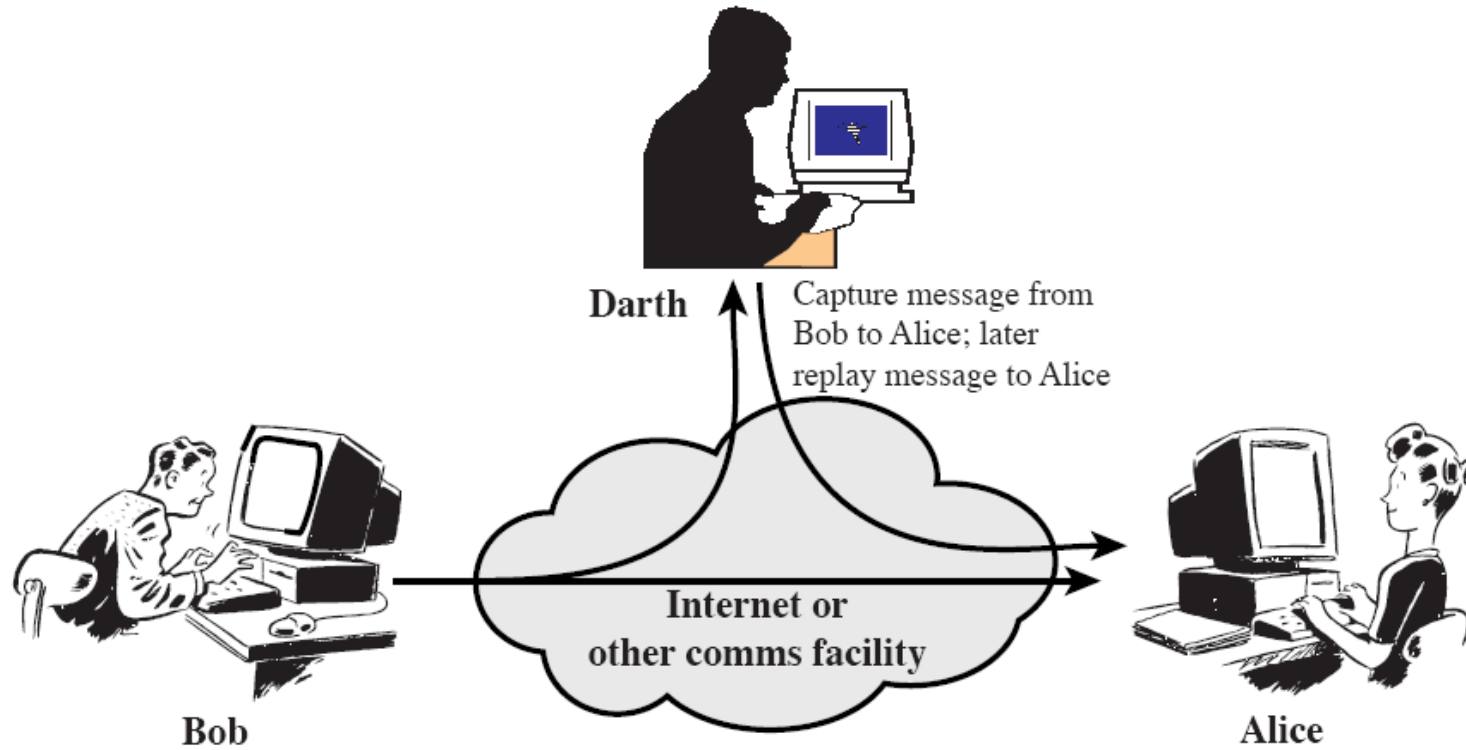 Darth
Capture message from
Bob to Alice; later
replay message to Alice
Internet or
other comms facility
Bob
Alice